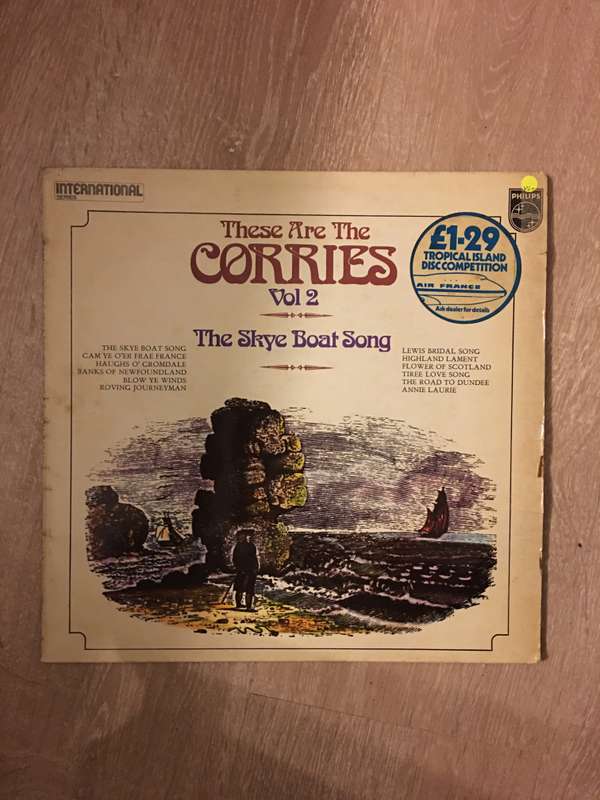 INTERNATIONAL
SERIES
PHILIPS
These Are The
CORRIES
Vol 2
The Skye Boat Song
£1-29
TROPICAL ISLAND
DISC COMPETITION
AIR FRANCE
Ask dealer for details
THE SKYE BOAT SONG
CAM YE O'ER FRAE FRANCE
HAUGHS O' CROMDALE
BANKS OF NEWFOUNDLAND
BLOW YE WINDS
ROVING JOURNEYMAN
LEWIS BRIDAL SONG
HIGHLAND LAMENT
FLOWER OF SCOTLAND
TIREE LOVE SONG
THE ROAD TO DUNDEE
ANNIE LAURIE